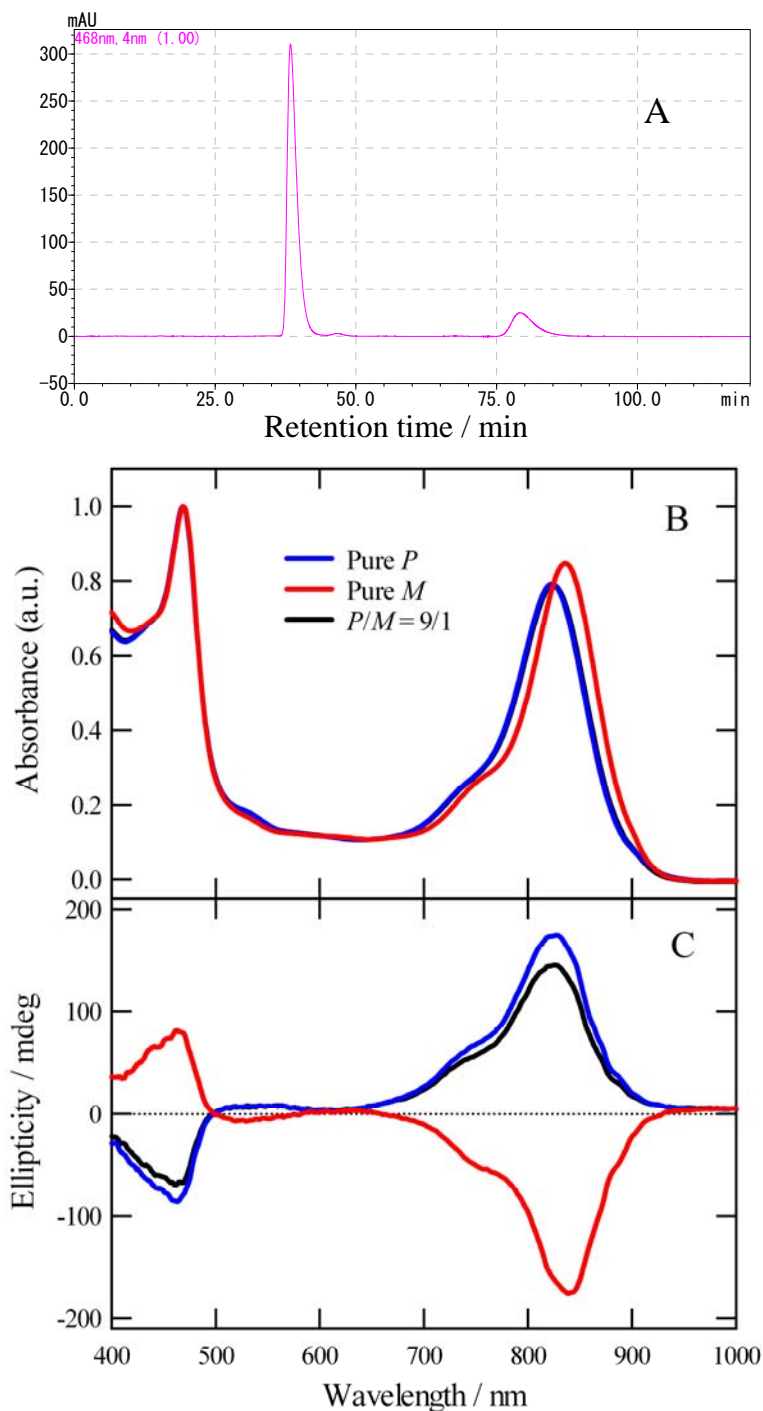 mAU
468nm,4nm (1.00)
A
300
250
200
150
100
50
0
-50
0.0 25.0 50.0 75.0 100.0 min
Retention time / min
B
1.0
0.8
0.6
0.4
0.2
0.0
Absorbance (a.u.)
Pure P
Pure M
P/M = 9/1
C
200
100
0
-100
-200
Ellipticity / mdeg
400 500 600 700 800 900 1000
Wavelength / nm